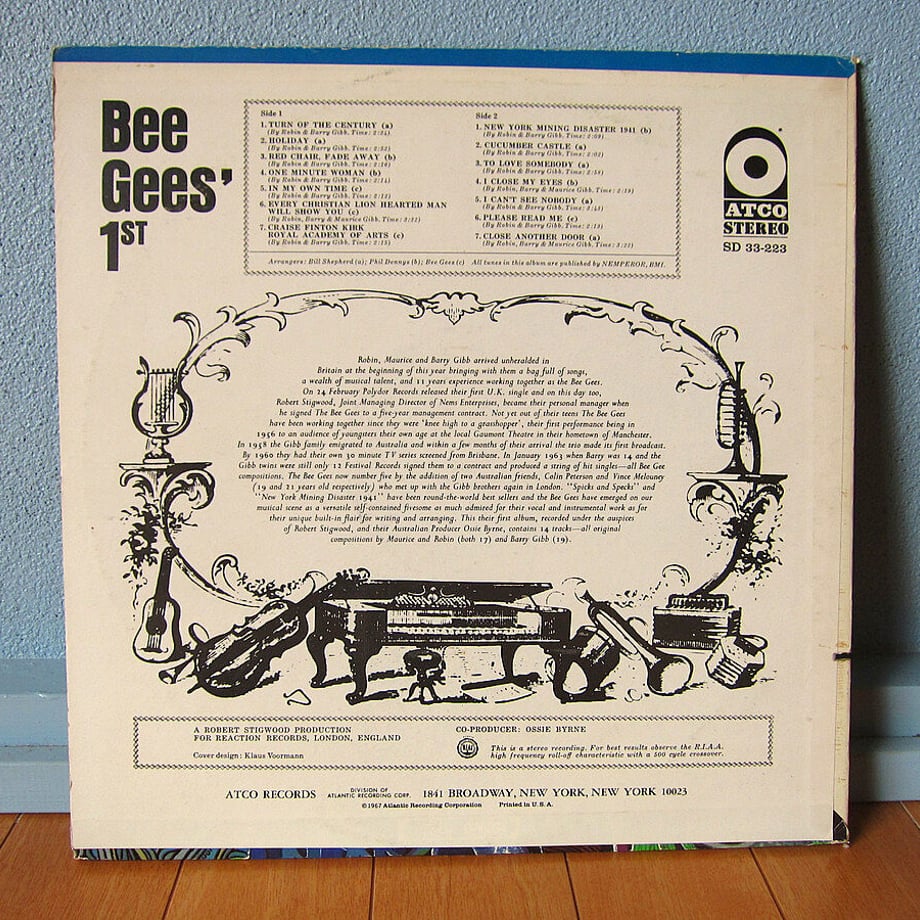 Bee
Gees'
1ST
Side 1
1. TURN OF THE CENTURY (a)
(By Robin & Barry Gibb, Time: 2:21)
2. HOLIDAY (a)
(By Robin & Barry Gibb, Time: 2:52)
3. RED CHAIR, FADE AWAY (b)
(By Robin & Barry Gibb, Time:
4. ONE MINUTE WOMAN (b)
(By Robin & Barry Gibb, Time:
5. IN MY OWN TIME (c)
(By Robin & Barry Gibb, Time:
6. EVERY CHRISTIAN LION HEARTED MAN
WILL SHOW YOU (c)
(By Robin, Barry & Maurice Gibb, Time:
7. CRAISE FINTON KIRK
ROYAL ACADEMY OF ARTS (c)
(By Robin & Barry Gibb, Time:
Side 2
1. NEW YORK MINING DISASTER 1941 (b)
(By Robin & Barry Gibb, Time: 2:09)
2. CUCUMBER CASTLE (a)
(By Robin & Barry Gibb, Time: 2:02)
3. TO LOVE SOMEBODY (a)
(By Robin & Barry Gibb, Time:
4. I CLOSE MY EYES (b)
(By Robin, Barry & Maurice Gibb, Time:
5. I CAN'T SEE NOBODY (a)
(By Robin & Barry Gibb, Time:
6. PLEASE READ ME (c)
(By Robin & Barry Gibb, Time:
7. CLOSE ANOTHER DOOR (a)
(By Robin, Barry & Maurice Gibb, Time:
Arrangers: Bill Shepherd (a); Phil Dennys (b); Bee Gees (c) All tunes in this album are published by NEMPEROR, BMI.
ATCO
STEREO
SD 33-223
Robin, Maurice and Barry Gibb arrived unheralded in
Britain at the beginning of this year bringing with them a bag full of songs,
a wealth of musical talent, and 11 years experience working together as the Bee Gees.
On 24 February Polydor Records released their first U.K. single and on this day too,
Robert Stigwood, Joint Managing Director of Nems Enterprises, became their personal manager when
he signed The Bee Gees to a five-year management contract. Not yet out of their teens The Bee Gees
have been working together since they were 'knee high to a grasshopper', their first performance being in
1956 to an audience of youngsters their own age at the local Gaumont Theatre in their hometown of Manchester.
In 1958 the Gibb family emigrated to Australia and within a few months of their arrival the trio made its first broadcast.
By 1960 they had their own 30 minute TV series screened from Brisbane. In January 1963 when Barry was 14 and the
Gibb twins were still only 12 Festival Records signed them to a contract and produced a string of his singles—all Bee Gee
compositions. The Bee Gees now number five by the addition of two Australian friends, Colin Peterson and Vince Melouney
(19 and 21 years old respectively) who met up with the Gibb brothers again in London. "Spicks and Specks" and
"New York Mining Disaster 1941" have been round-the-world best sellers and the Bee Gees have emerged on our
musical scene as a versatile self-contained fivesome as much admired for their vocal and instrumental work as for
their unique built-in flair for writing and arranging. This their first album, recorded under the auspices
of Robert Stigwood, and their Australian Producer Ossie Byrne, contains 14 tracks—all original
compositions by Maurice and Robin (both 17) and Barry Gibb (19).
A ROBERT STIGWOOD PRODUCTION
FOR REACTION RECORDS, LONDON, ENGLAND
Cover design: Klaus Voormann
CO-PRODUCER: OSSIE BYRNE
This is a stereo recording. For best results observe the R.I.A.A.
high frequency roll-off characteristic with a 500 cycle crossover.
ATCO RECORDS DIVISION OF ATLANTIC RECORDING CORP. 1841 BROADWAY, NEW YORK, NEW YORK 10023
©1967 Atlantic Recording Corporation Printed in U.S.A.